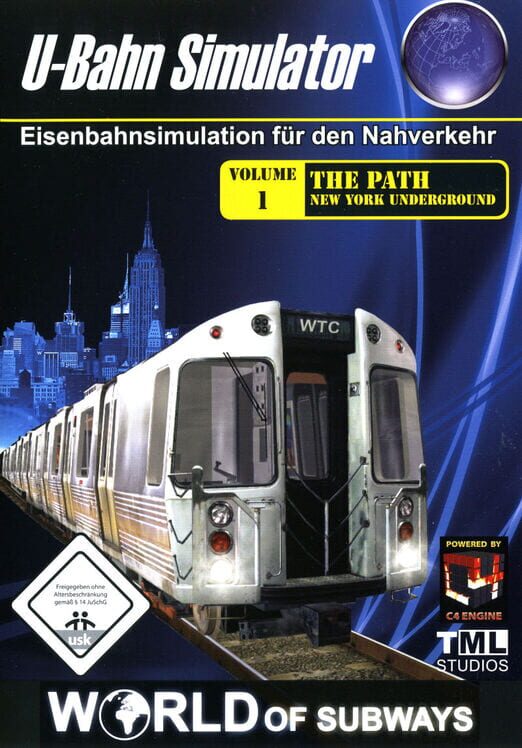 U-Bahn Simulator
Eisenbahnsimulation für den Nahverkehr
VOLUME
1
THE PATH
NEW YORK UNDERGROUND
WTC
Freigegeben ohne
Altersbeschränkung
gemäß § 14 JuSchG
usk
POWERED BY
C4 ENGINE
TML
STUDIOS
WORLD OF SUBWAYS